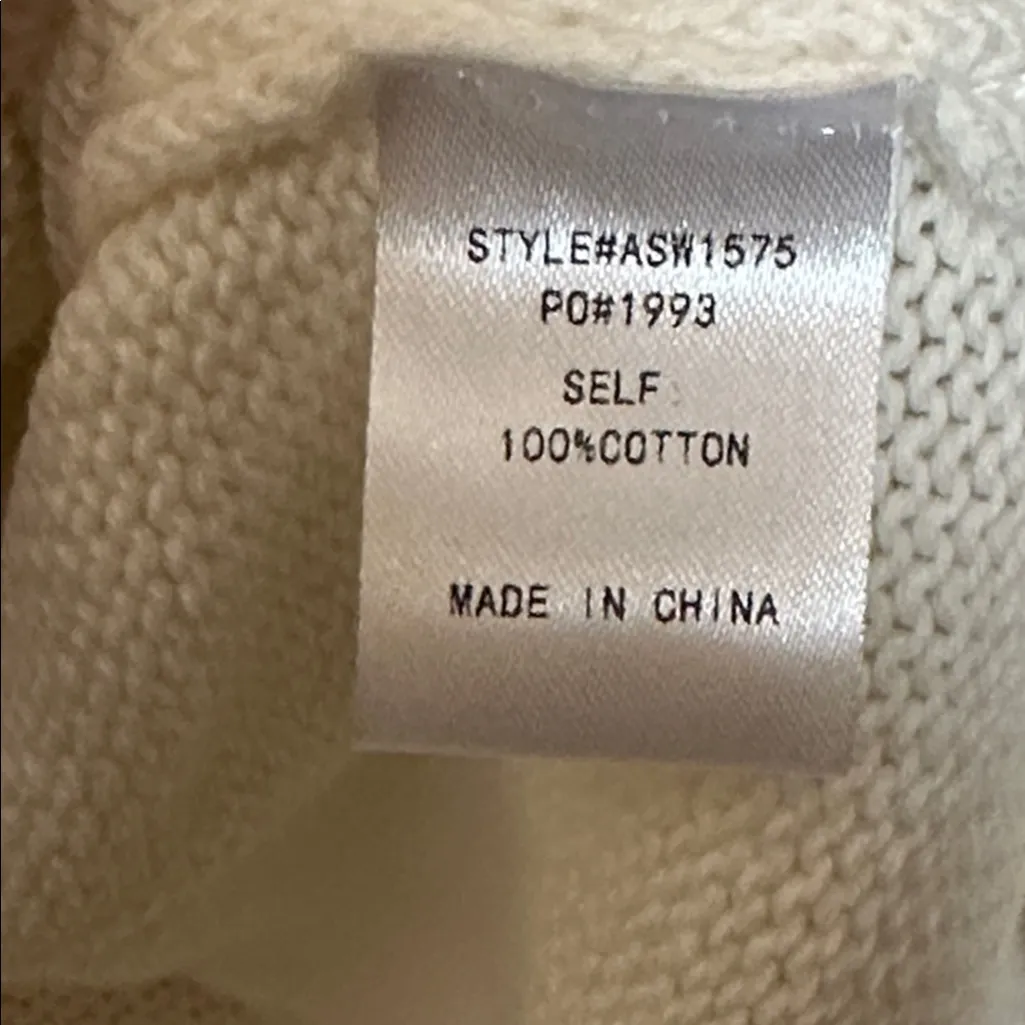 STYLE#ASW1575
PO#1993
SELF:
100%COTTON
MADE IN CHINA